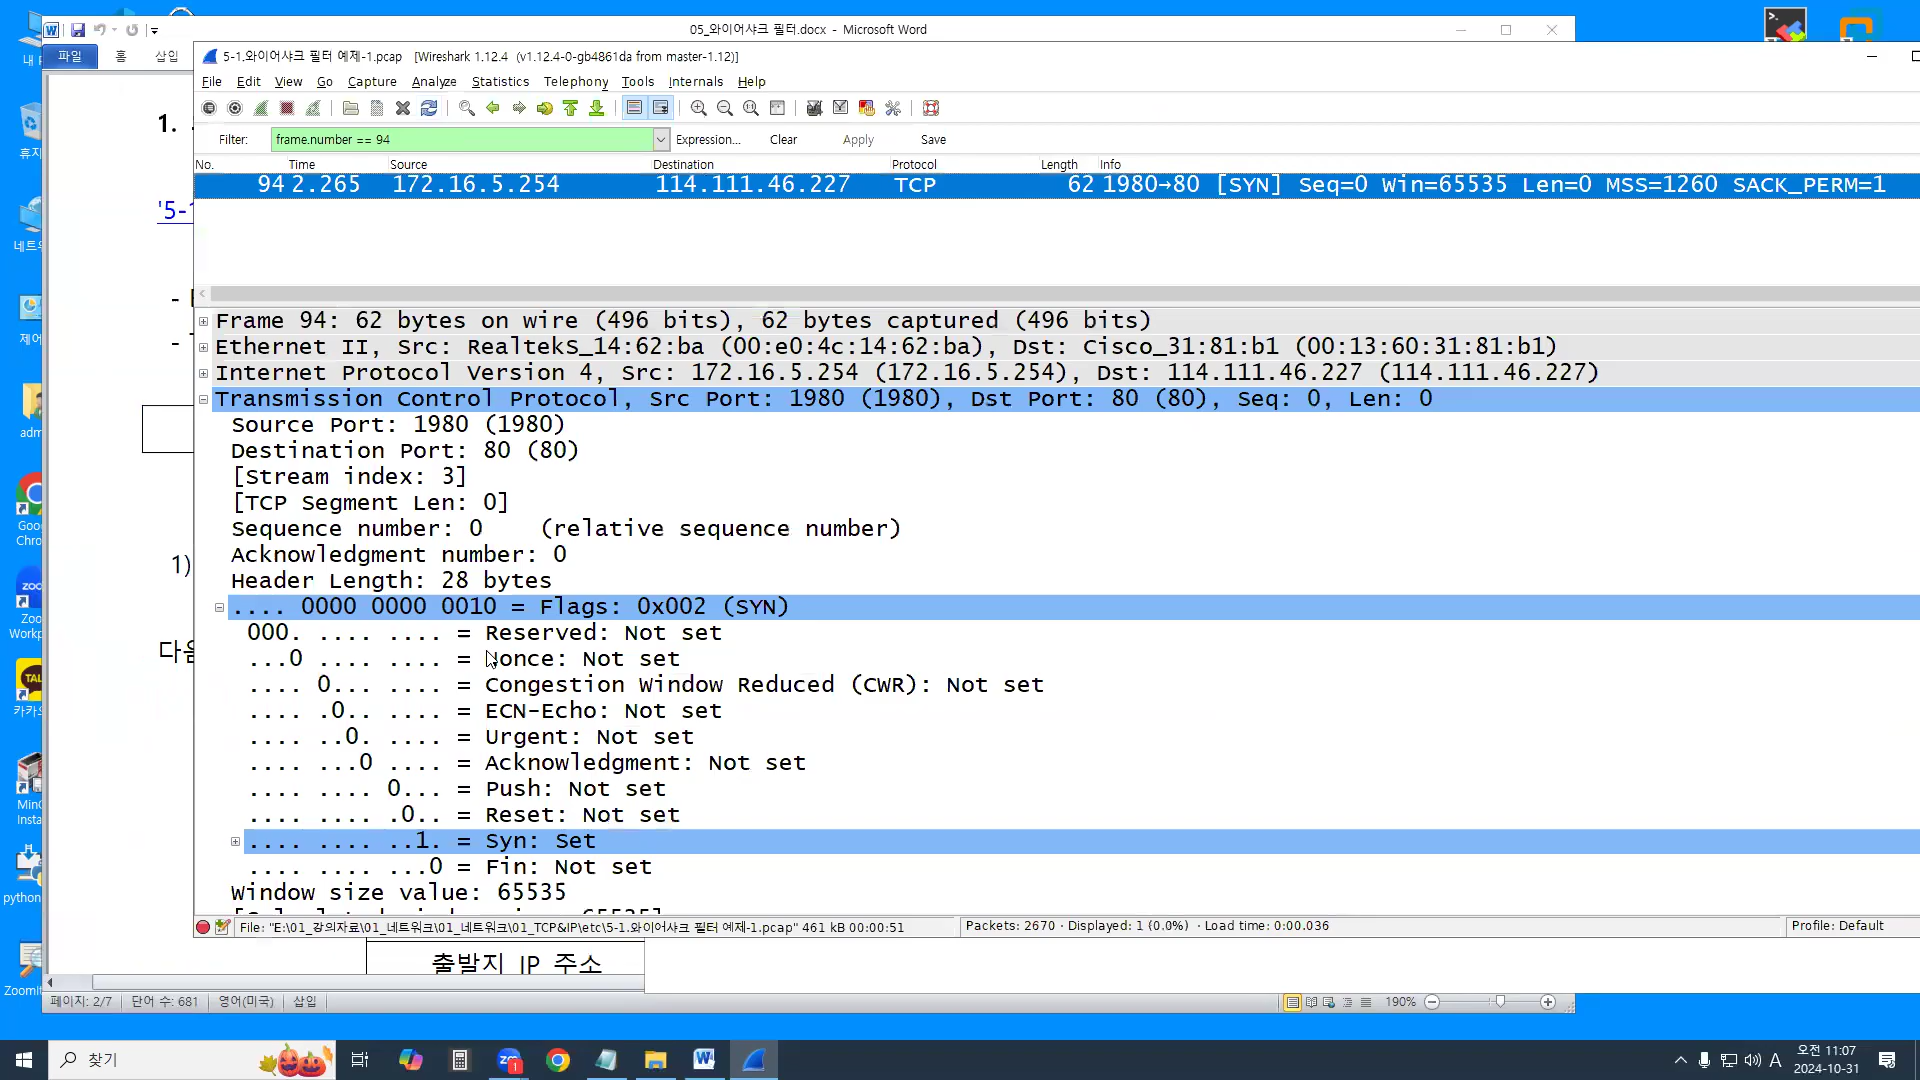 05_와이어샤크 필터.docx - Microsoft Word
파일
홈
삽입
5-1.와이어샤크 필터 예제-1.pcap [Wireshark 1.12.4 (v1.12.4-0-gb4861da from master-1.12)]
File Edit View Go Capture Analyze Statistics Telephony Tools Internals Help
Filter: frame.number == 94 Expression... Clear Apply Save
No. Time Source Destination Protocol Length Info
94 2.265 172.16.5.254 114.111.46.227 TCP 62 1980→80 [SYN] Seq=0 Win=65535 Len=0 MSS=1260 SACK_PERM=1
Frame 94: 62 bytes on wire (496 bits), 62 bytes captured (496 bits)
Ethernet II, Src: RealtekS_14:62:ba (00:e0:4c:14:62:ba), Dst: Cisco_31:81:b1 (00:13:60:31:81:b1)
Internet Protocol Version 4, Src: 172.16.5.254 (172.16.5.254), Dst: 114.111.46.227 (114.111.46.227)
Transmission Control Protocol, Src Port: 1980 (1980), Dst Port: 80 (80), Seq: 0, Len: 0
Source Port: 1980 (1980)
Destination Port: 80 (80)
[Stream index: 3]
[TCP Segment Len: 0]
Sequence number: 0 (relative sequence number)
Acknowledgment number: 0
Header Length: 28 bytes
.... 0000 0000 0010 = Flags: 0x002 (SYN)
000. .... .... = Reserved: Not set
...0 .... .... = Nonce: Not set
.... 0... .... = Congestion Window Reduced (CWR): Not set
.... .0.. .... = ECN-Echo: Not set
.... ..0. .... = Urgent: Not set
.... ...0 .... = Acknowledgment: Not set
.... .... 0... = Push: Not set
.... .... .0.. = Reset: Not set
.... .... ..1. = Syn: Set
.... .... ...0 = Fin: Not set
Window size value: 65535
File: "E:\01_강의자료\01_네트워크\01_네트워크\01_TCP&IP\etc\5-1.와이어샤크 필터 예제-1.pcap" 461 kB 00:00:51
Packets: 2670 · Displayed: 1 (0.0%) · Load time: 0:00.036
Profile: Default
1.
'5-1
1)
다음
출발지 IP 주소
페이지: 2/7 단어 수: 681 영어(미국) 삽입
190%
찾기
A
오전 11:07
2024-10-31